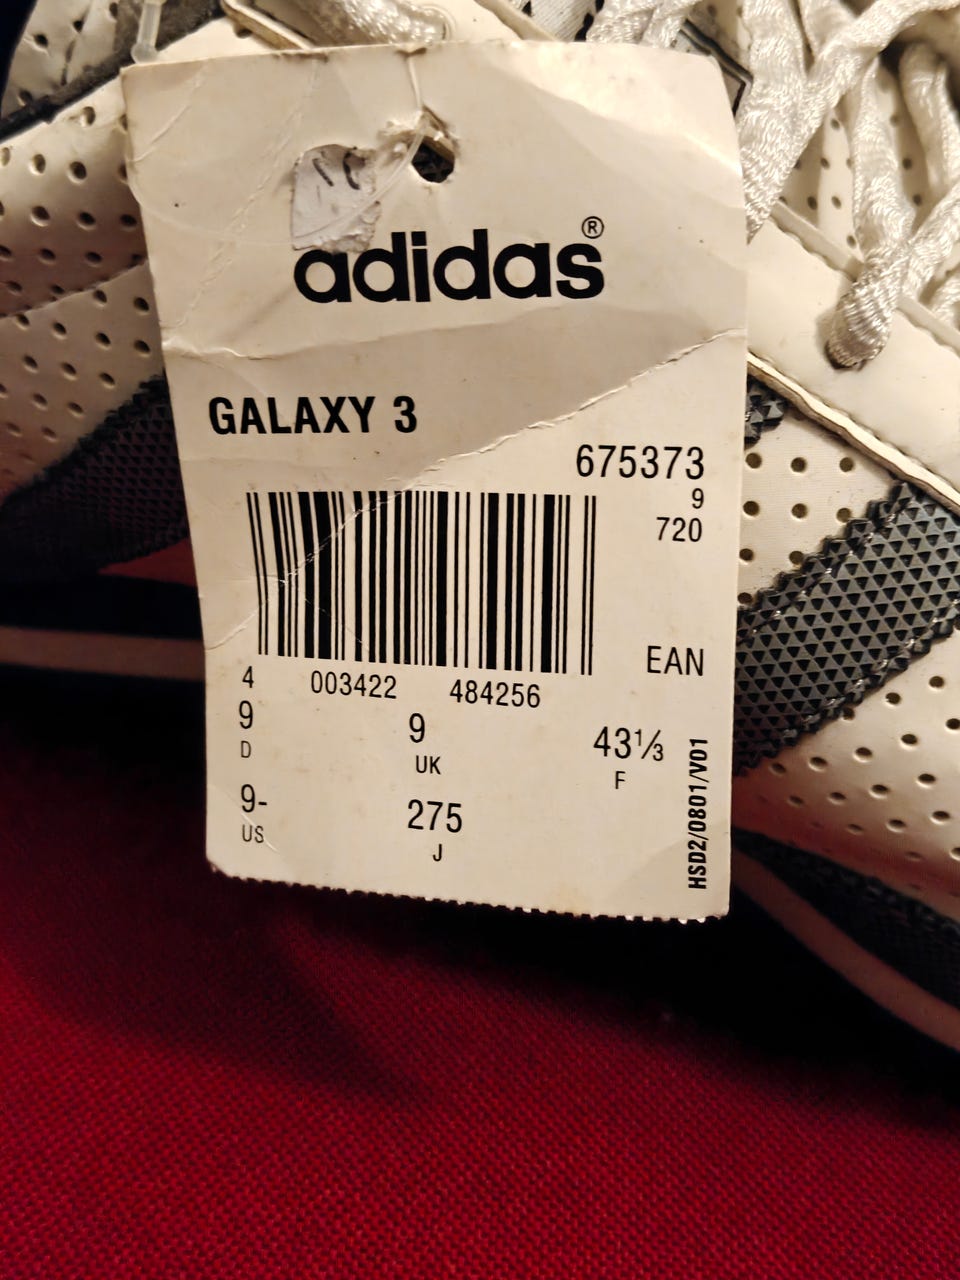 adidas®
GALAXY 3
675373
9
720
EAN
4 003422 484256
9 9 43⅓
D UK F
9- 275
US J
HSD2/0801/V01